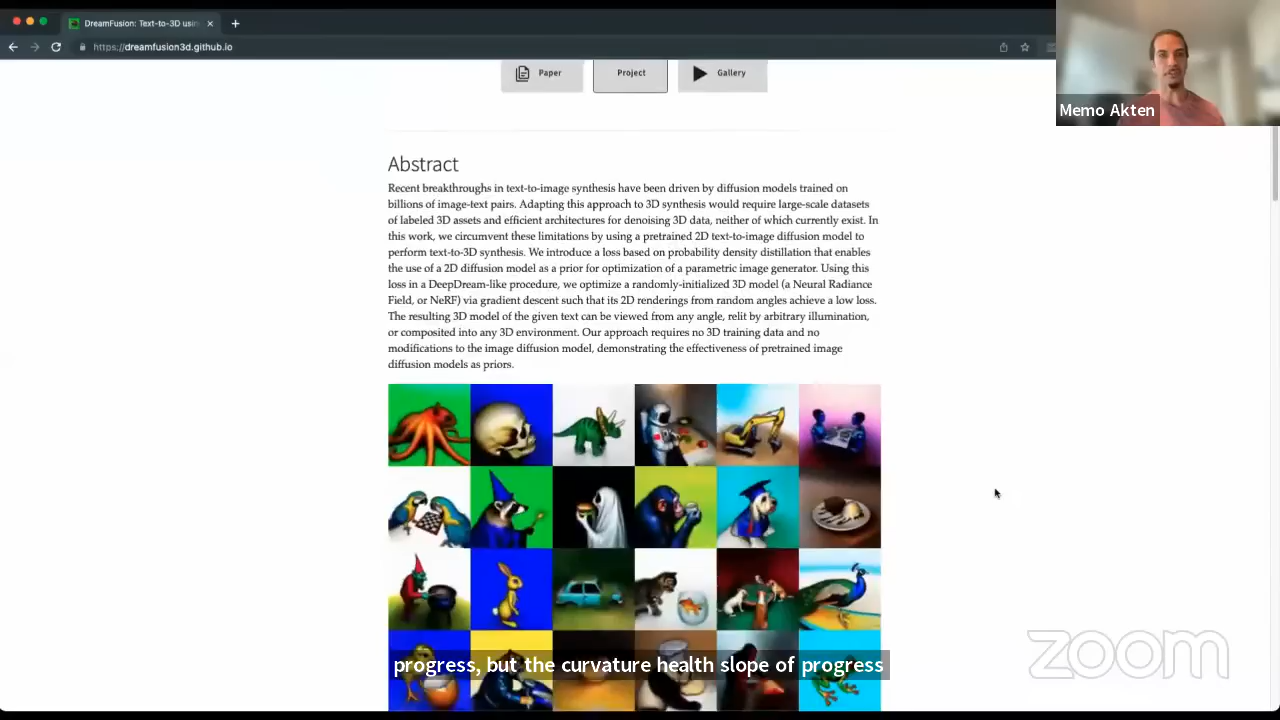 DreamFusion: Text-to-3D usin
https://dreamfusion3d.github.io
Memo Akten
Paper
Project
Gallery
Abstract
Recent breakthroughs in text-to-image synthesis have been driven by diffusion models trained on
billions of image-text pairs. Adapting this approach to 3D synthesis would require large-scale datasets
of labeled 3D assets and efficient architectures for denoising 3D data, neither of which currently exist. In
this work, we circumvent these limitations by using a pretrained 2D text-to-image diffusion model to
perform text-to-3D synthesis. We introduce a loss based on probability density distillation that enables
the use of a 2D diffusion model as a prior for optimization of a parametric image generator. Using this
loss in a DeepDream-like procedure, we optimize a randomly-initialized 3D model (a Neural Radiance
Field, or NeRF) via gradient descent such that its 2D renderings from random angles achieve a low loss.
The resulting 3D model of the given text can be viewed from any angle, relit by arbitrary illumination,
or composited into any 3D environment. Our approach requires no 3D training data and no
modifications to the image diffusion model, demonstrating the effectiveness of pretrained image
diffusion models as priors.
progress, but the curvature health slope of progress
zoom